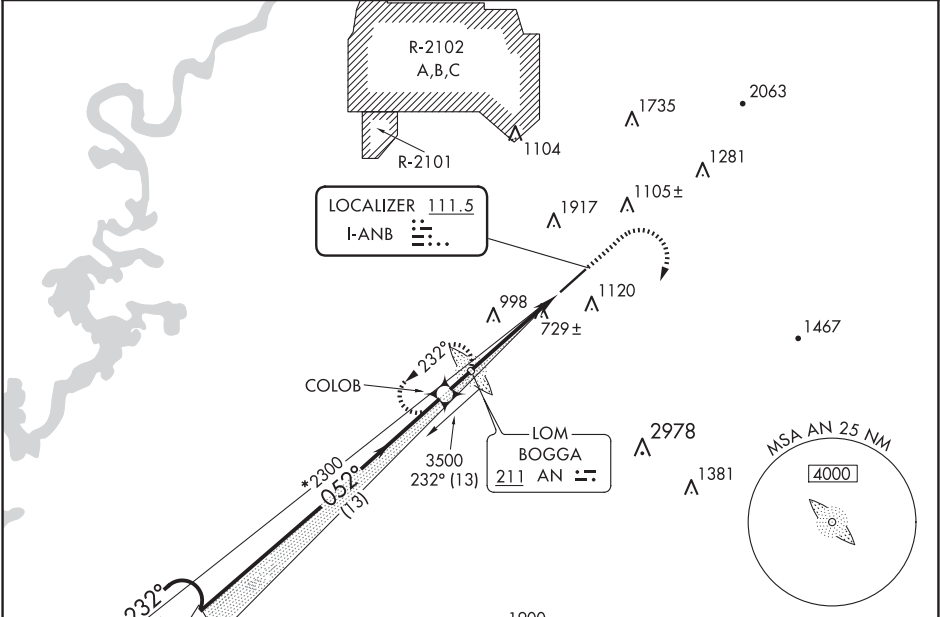 R-2102
A,B,C
R-2101
1104
1735
2063
1281
1105±
1917
LOCALIZER 111.5
I-ANB
998
729±
1120
1467
232°
COLOB
LOM
BOGGA
211 AN
3500
232° (13)
*2300
052°
(13)
2978
1381
MSA AN 25 NM
4000
232°